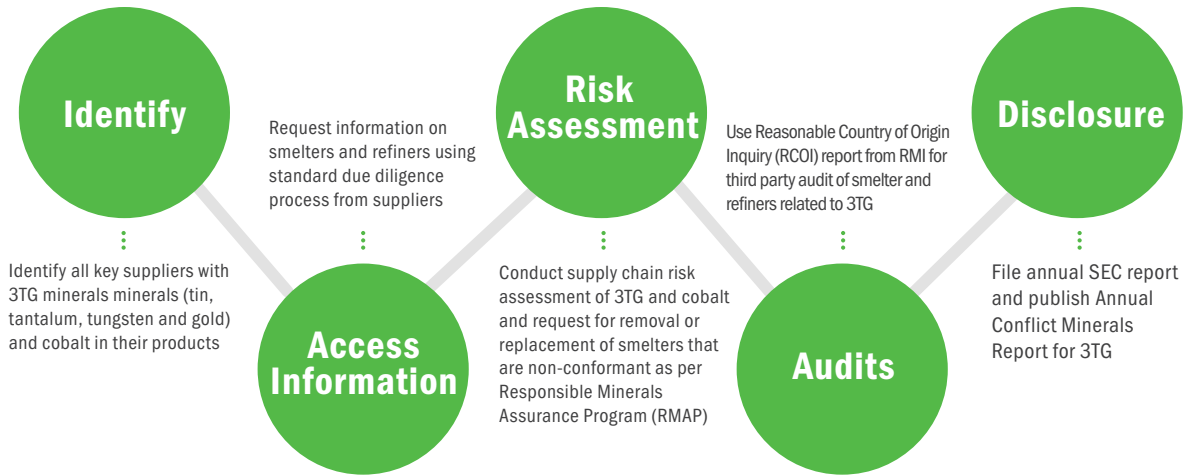 Identify
Identify all key suppliers with
3TG minerals minerals (tin,
tantalum, tungsten and gold)
and cobalt in their products
Request information on
smelters and refiners using
standard due diligence
process from suppliers
Access
Information
Risk
Assessment
Conduct supply chain risk
assessment of 3TG and cobalt
and request for removal or
replacement of smelters that
are non-conformant as per
Responsible Minerals
Assurance Program (RMAP)
Use Reasonable Country of Origin
Inquiry (RCOI) report from RMI for
third party audit of smelter and
refiners related to 3TG
Audits
Disclosure
File annual SEC report
and publish Annual
Conflict Minerals
Report for 3TG